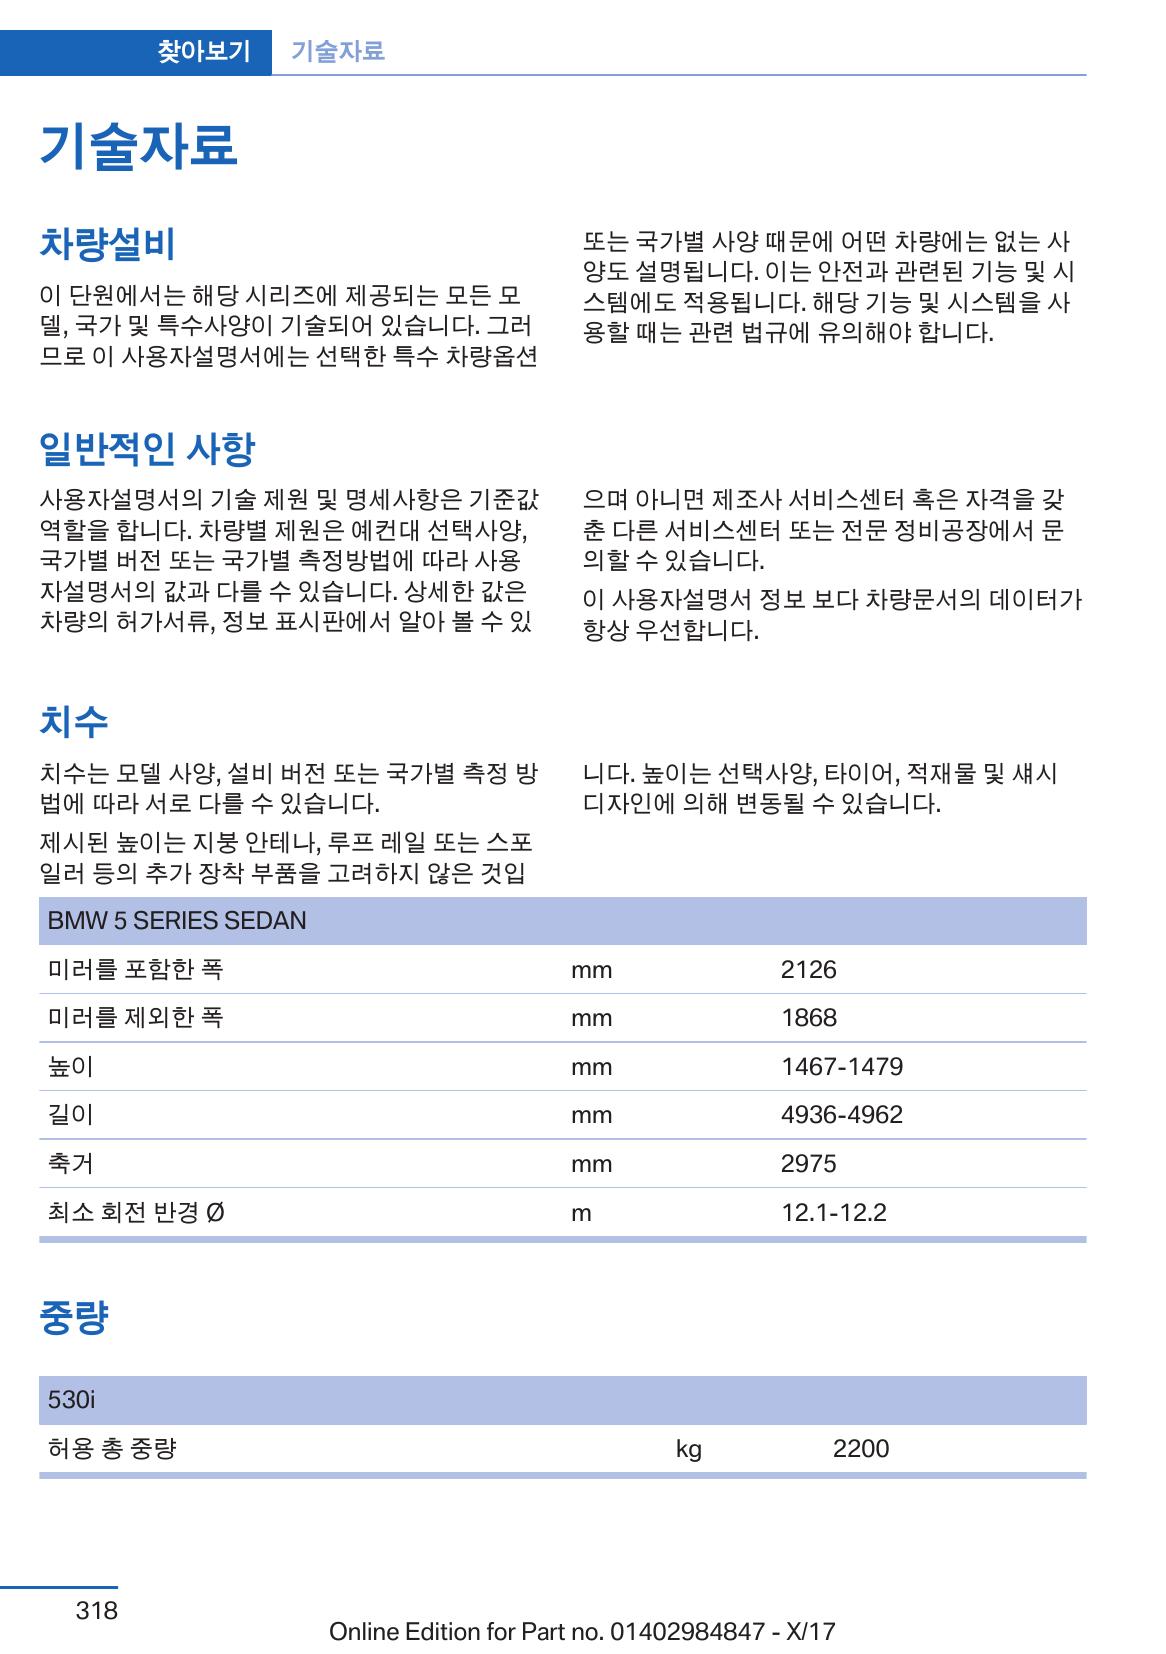 찾아보기 기술자료
기술자료
차량설비
이 단원에서는 해당 시리즈에 제공되는 모든 모
델, 국가 및 특수사양이 기술되어 있습니다. 그러
므로 이 사용자설명서에는 선택한 특수 차량옵션
또는 국가별 사양 때문에 어떤 차량에는 없는 사
양도 설명됩니다. 이는 안전과 관련된 기능 및 시
스템에도 적용됩니다. 해당 기능 및 시스템을 사
용할 때는 관련 법규에 유의해야 합니다.
일반적인 사항
사용자설명서의 기술 제원 및 명세사항은 기준값
역할을 합니다. 차량별 제원은 예컨대 선택사양,
국가별 버전 또는 국가별 측정방법에 따라 사용
자설명서의 값과 다를 수 있습니다. 상세한 값은
차량의 허가서류, 정보 표시판에서 알아 볼 수 있
으며 아니면 제조사 서비스센터 혹은 자격을 갖
춘 다른 서비스센터 또는 전문 정비공장에서 문
의할 수 있습니다.
이 사용자설명서 정보 보다 차량문서의 데이터가
항상 우선합니다.
치수
치수는 모델 사양, 설비 버전 또는 국가별 측정 방
법에 따라 서로 다를 수 있습니다.
제시된 높이는 지붕 안테나, 루프 레일 또는 스포
일러 등의 추가 장착 부품을 고려하지 않은 것입
니다. 높이는 선택사양, 타이어, 적재물 및 섀시
디자인에 의해 변동될 수 있습니다.
BMW 5 SERIES SEDAN
미러를 포함한 폭 mm 2126
미러를 제외한 폭 mm 1868
높이 mm 1467-1479
길이 mm 4936-4962
축거 mm 2975
최소 회전 반경 Ø m 12.1-12.2
중량
530i
허용 총 중량 kg 2200
318
Online Edition for Part no. 01402984847 - X/17